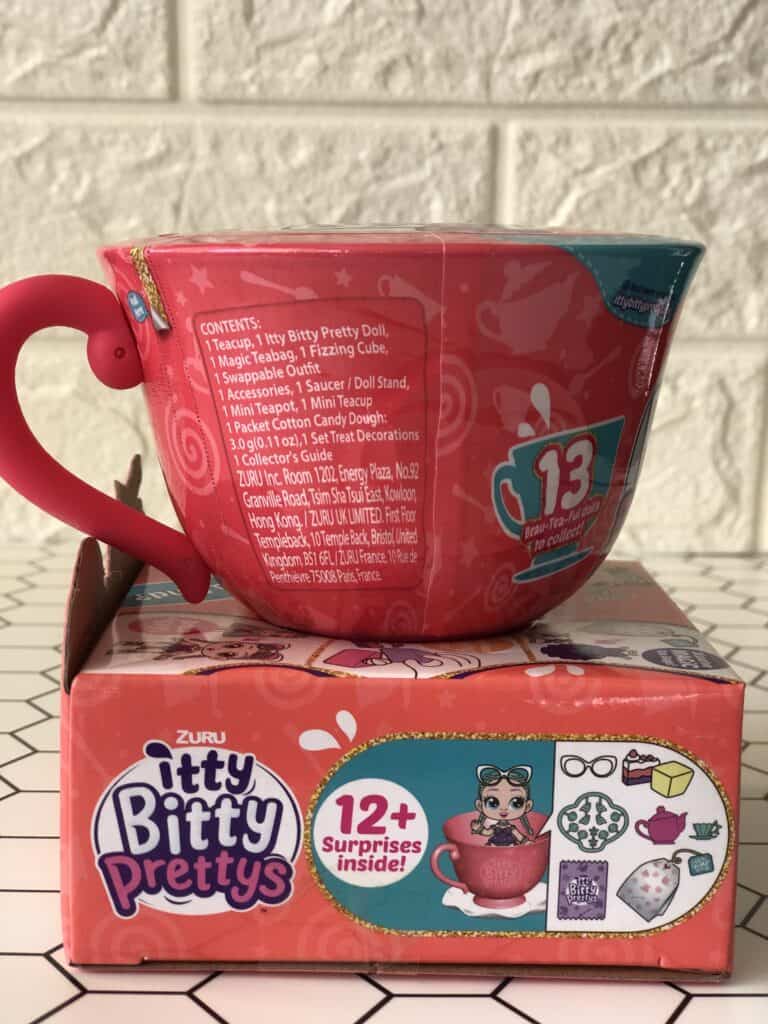 CONTENTS:
1 Teacup, 1 Itty Bitty Pretty Doll,
1 Magic Teabag, 1 Fizzing Cube,
1 Swappable Outfit
1 Accessories, 1 Saucer / Doll Stand,
1 Mini Teapot, 1 Mini Teacup
1 Packet Cotton Candy Dough:
3.0g(0.11oz),1 Set Treat Decorations
1 Collector's Guide
ZURU Inc. Room 1202, Energy Plaza, No.92
Granville Road, Tsim Sha Tsui East, Kowloon,
Hong Kong. / ZURU UK LIMITED. First Floor
Templeback, 10 Temple Back, Bristol, United
Kingdom BS1 6FL / ZURU France. 10 Rue de
Penthièvre 75008 Paris, France.
13
Beau-Tea-Ful Dolls
to collect!
ZURU
itty
Bitty
Prettys
™
12+
Surprises
inside!
itty
Bitty
Prettys